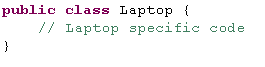 public class Laptop {
    // Laptop specific code
}